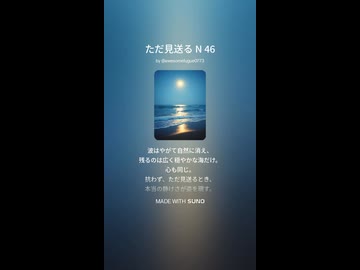 ただ見送る N 46
波はやがて自然に消え、
残るのは広く穏やかな海だけ。
心も同じ。
抗わず、ただ見送るとき、
本当の静けさが姿を現す。
MADE WITH SUNO